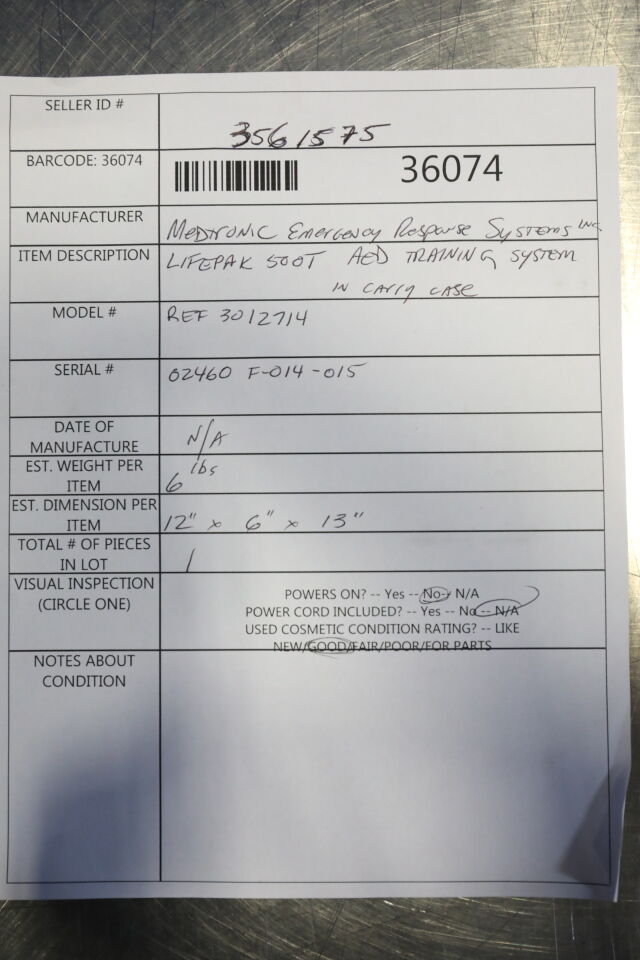 SELLER ID #
3561575
BARCODE: 36074
36074
MANUFACTURER
MEDTRONIC EMERGENCY RESPONSE SYSTEMS INC
ITEM DESCRIPTION
LIFEPAK 500T AED TRAINING SYSTEM
IN CARRY CASE
MODEL #
REF 3012714
SERIAL #
02460 F-014-015
DATE OF
MANUFACTURE
N/A
EST. WEIGHT PER
ITEM
6 lbs
EST. DIMENSION PER
ITEM
12" x 6" x 13"
TOTAL # OF PIECES
IN LOT
1
VISUAL INSPECTION
(CIRCLE ONE)
POWERS ON? -- Yes -- No-- N/A
POWER CORD INCLUDED? -- Yes -- No -- N/A
USED COSMETIC CONDITION RATING? -- LIKE
NEW/GOOD/FAIR/POOR/FOR PARTS
NOTES ABOUT
CONDITION